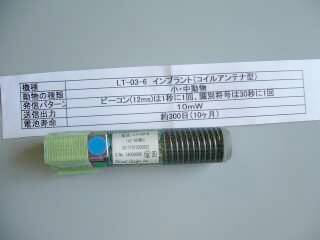 機種 LT-03-6 インプラント(コイルアンテナ型)
動物の種類 小・中動物
発信パターン ビーコン(12ms)は1秒に1回、識別符号は30秒に1回
送信出力 10mW
電池寿命 約300日(10ヶ月)